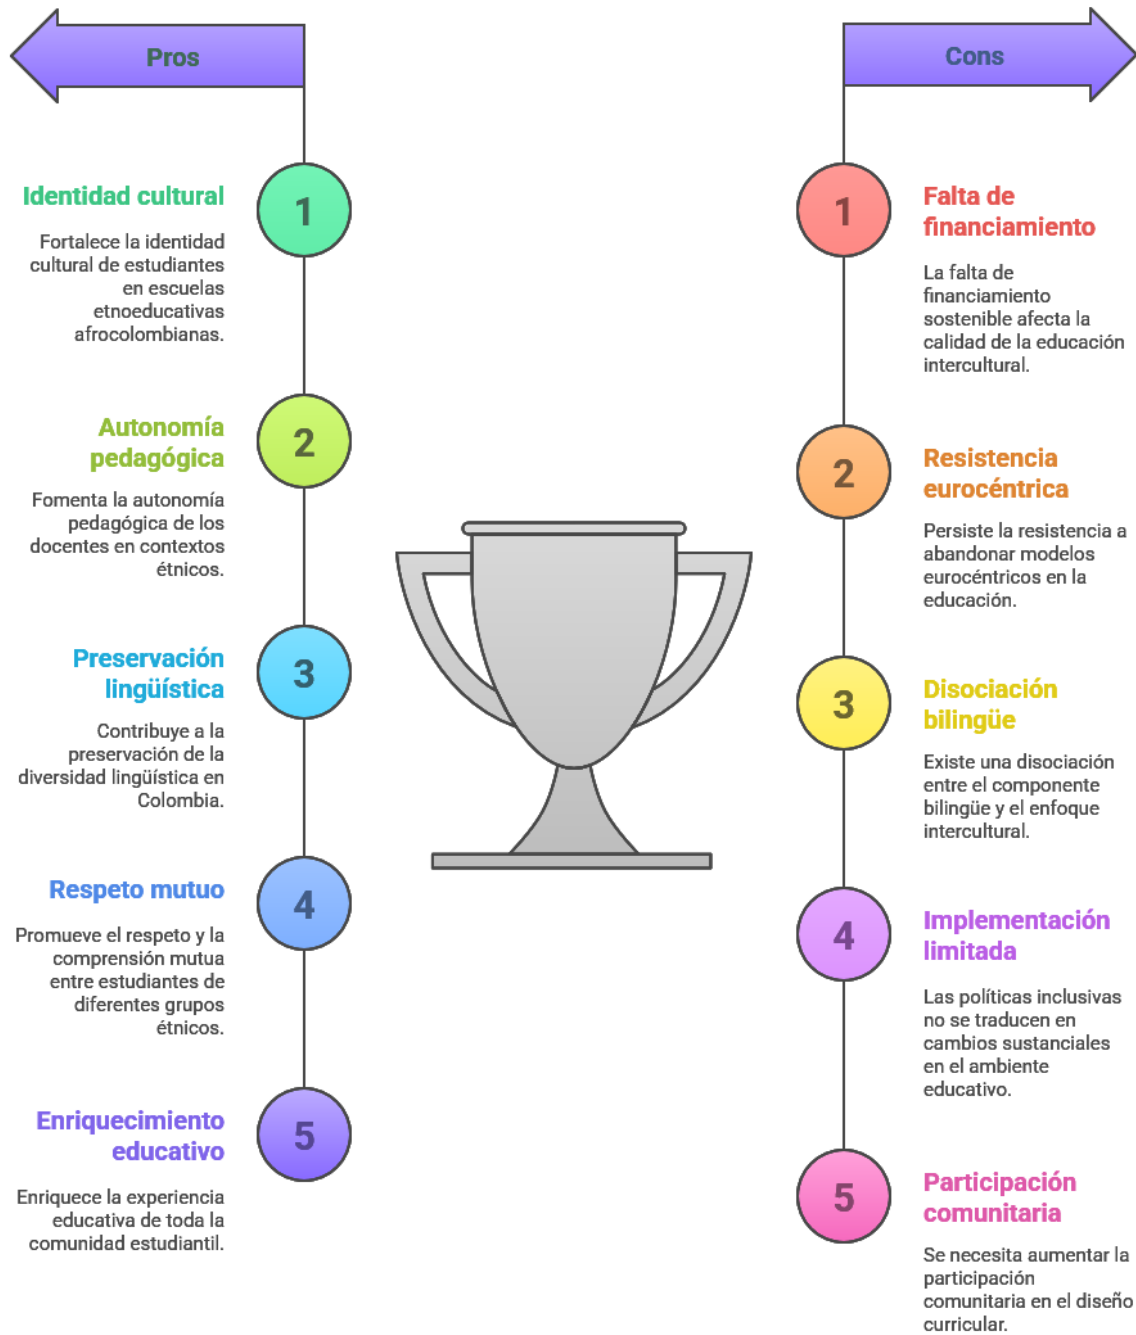 Pros
1
Identidad cultural
Fortalece la identidad
cultural de estudiantes
en escuelas
etnoeducativas
afrocolombianas.
2
Autonomía
pedagógica
Fomenta la autonomía
pedagógica de los
docentes en contextos
étnicos.
3
Preservación
lingüística
Contribuye a la
preservación de la
diversidad lingüística en
Colombia.
4
Respeto mutuo
Promueve el respeto y la
comprensión mutua
entre estudiantes de
diferentes grupos
étnicos.
5
Enriquecimiento
educativo
Enriquece la experiencia
educativa de toda la
comunidad estudiantil.
Cons
1
Falta de
financiamiento
La falta de
financiamiento
sostenible afecta la
calidad de la educación
intercultural.
2
Resistencia
eurocéntrica
Persiste la resistencia a
abandonar modelos
eurocéntricos en la
educación.
3
Disociación
bilingüe
Existe una disociación
entre el componente
bilingüe y el enfoque
intercultural.
4
Implementación
limitada
Las políticas inclusivas
no se traducen en
cambios sustanciales
en el ambiente
educativo.
5
Participación
comunitaria
Se necesita aumentar la
participación
comunitaria en el diseño
curricular.